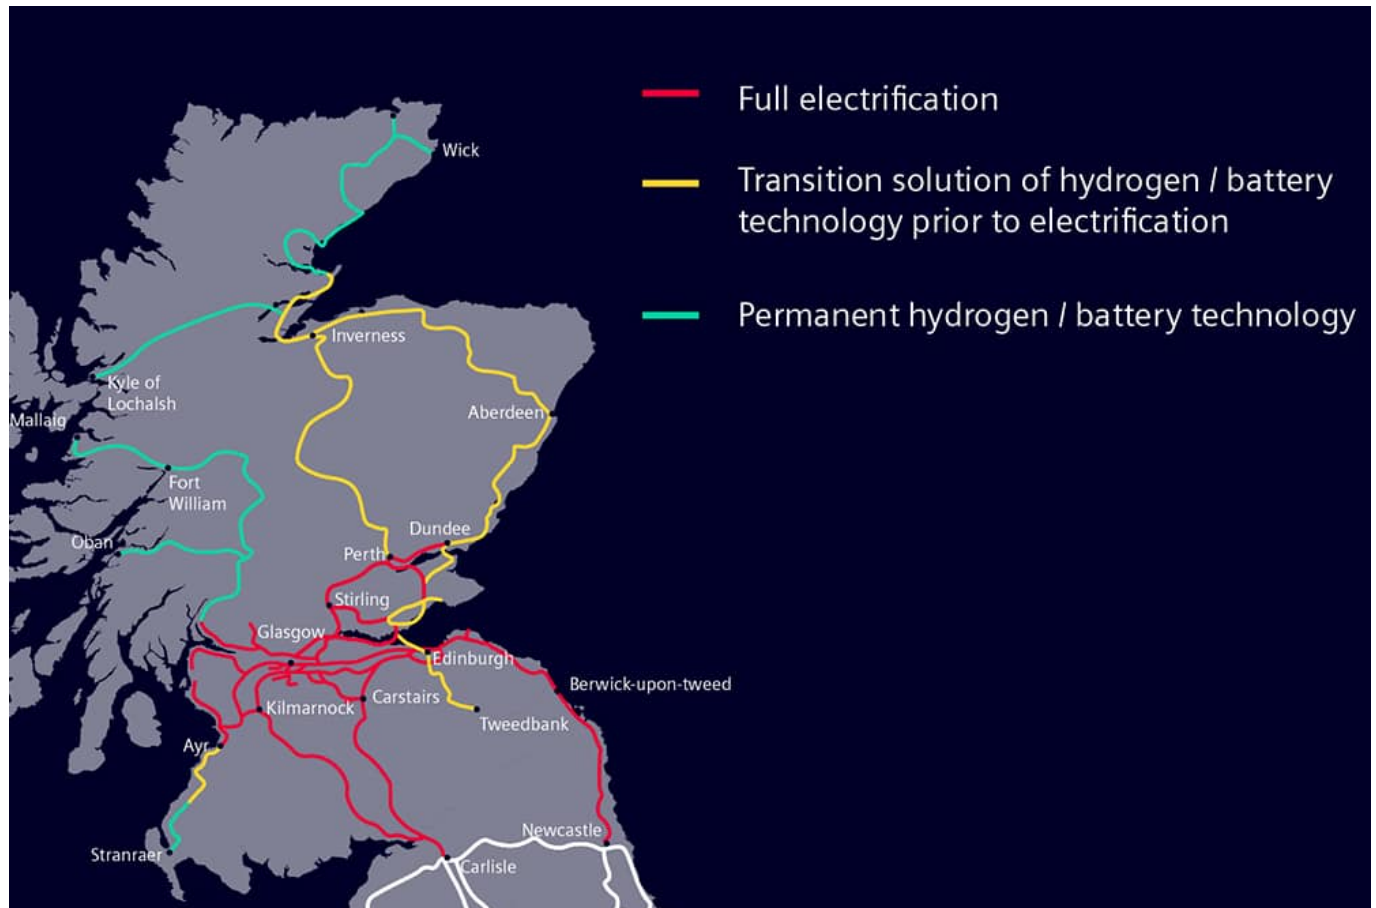 Full electrification
Transition solution of hydrogen / battery
technology prior to electrification
Permanent hydrogen / battery technology
Wick
Inverness
Kyle of
Lochalsh
Aberdeen
Mallaig
Fort
William
Dundee
Oban
Perth
Stirling
Glasgow
Edinburgh
Berwick-upon-tweed
Carstairs
Kilmarnock
Tweedbank
Ayr
Newcastle
Stranraer
Carlisle